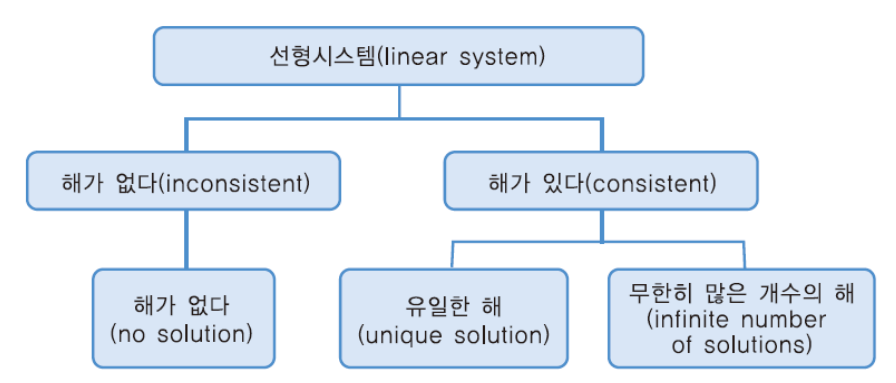 선형시스템(linear system)
해가 없다(inconsistent)
해가 있다(consistent)
해가 없다
(no solution)
유일한 해
(unique solution)
무한히 많은 개수의 해
(infinite number
of solutions)